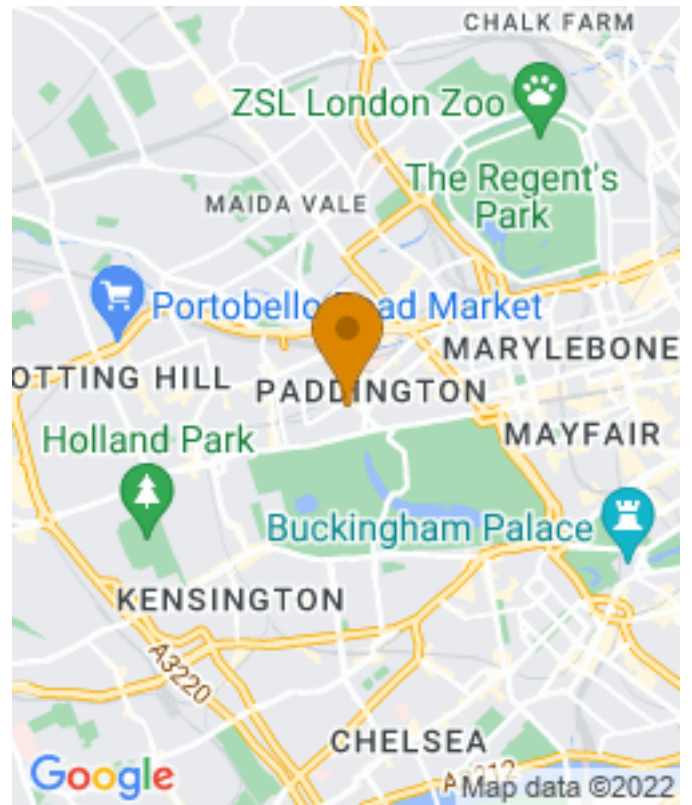 CHALK FARM
ZSL London Zoo
The Regent's
Park
MAIDA VALE
Portobello Road Market
MARYLEBONE
OTTING HILL
PADDINGTON
MAYFAIR
Holland Park
Buckingham Palace
KENSINGTON
A3220
CHELSEA
Google
Map data ©2022